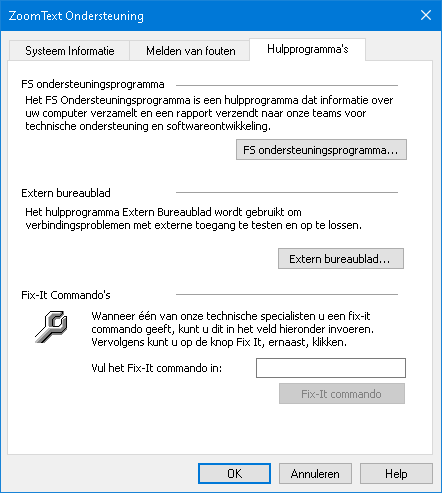 ZoomText Ondersteuning
Systeem Informatie
Melden van fouten
Hulpprogramma's
FS ondersteuningsprogramma
Het FS Ondersteuningsprogramma is een hulpprogramma dat informatie over
uw computer verzamelt en een rapport verzendt naar onze teams voor
technische ondersteuning en softwareontwikkeling.
FS ondersteuningsprogramma...
Extern bureaublad
Het hulpprogramma Extern Bureaublad wordt gebruikt om
verbindingsproblemen met externe toegang te testen en op te lossen.
Extern bureaublad...
Fix-It Commando's
Wanneer één van onze technische specialisten u een fix-it
commando geeft, kunt u dit in het veld hieronder invoeren.
Vervolgens kunt u op de knop Fix It, ernaast, klikken.
Vul het Fix-It commando in:
Fix-It commando
OK
Annuleren
Help